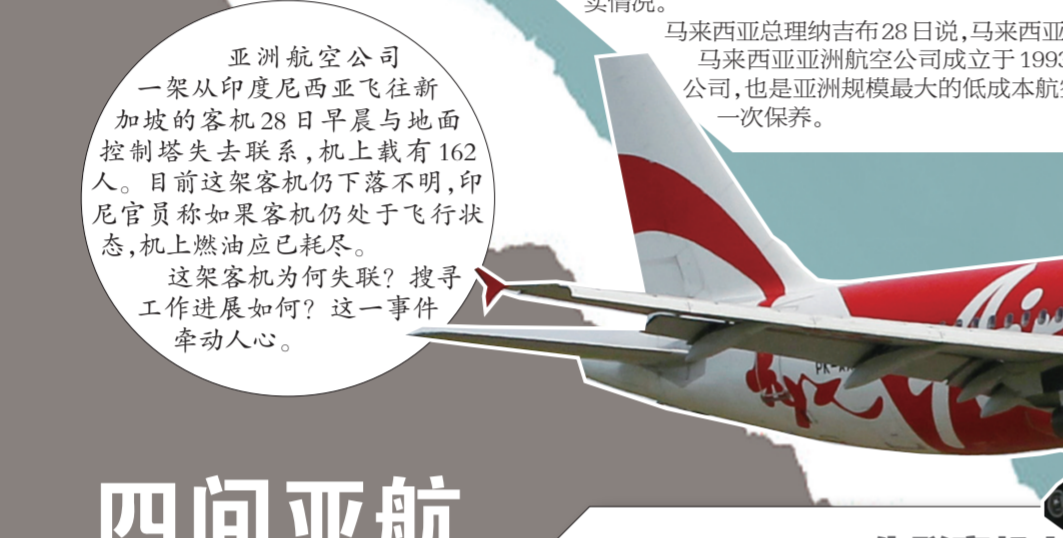 亚洲航空公司
一架从印度尼西亚飞往新
加坡的客机28日早晨与地面
控制塔失去联系,机上载有162
人。目前这架客机仍下落不明,印
尼官员称如果客机仍处于飞行状
态,机上燃油应已耗尽。
这架客机为何失联？搜寻
工作进展如何？这一事件
牵动人心。
实情况。
马来西亚总理纳吉布28日说,马来西亚
马来西亚亚洲航空公司成立于1993
公司,也是亚洲规模最大的低成本航空
一次保养。
四问亚航